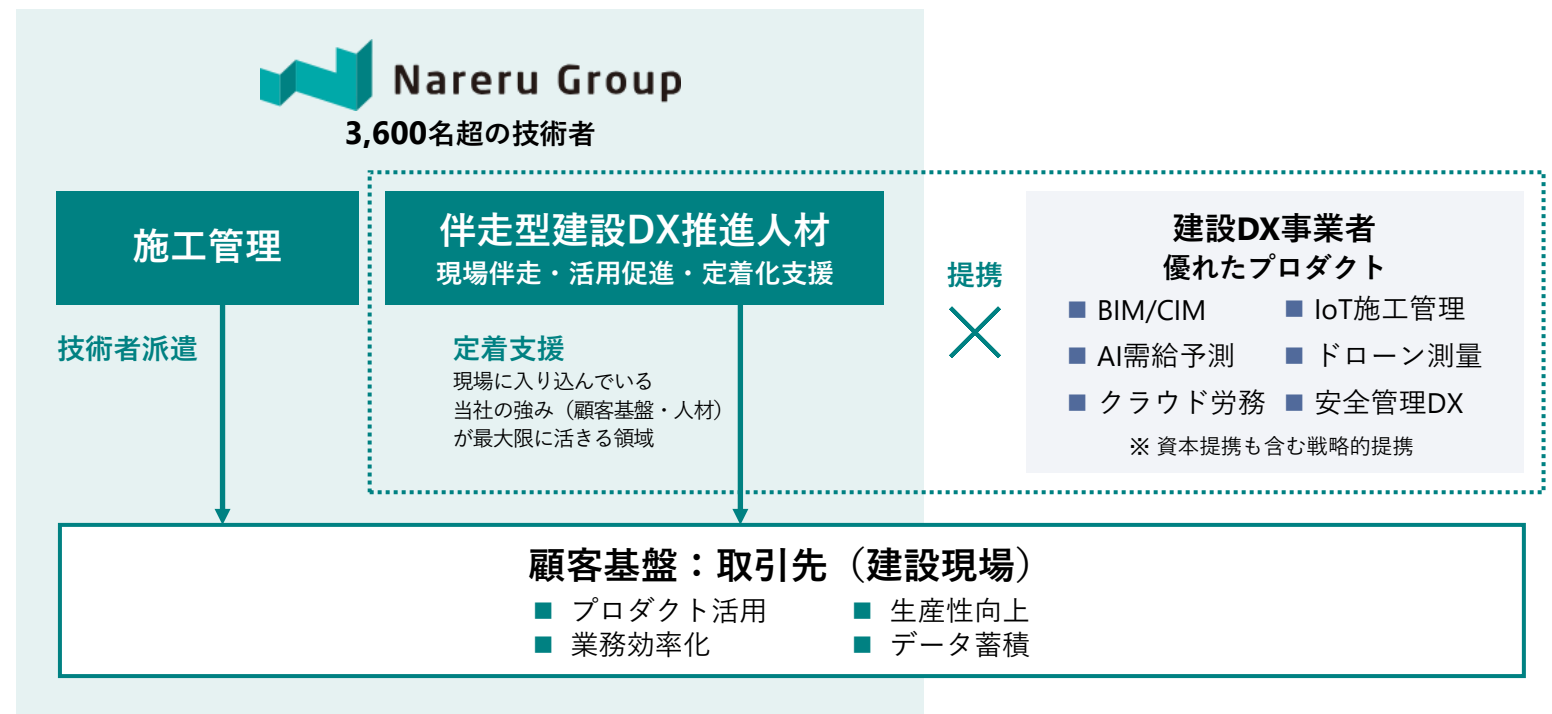 Nareru Group
3,600名超の技術者
施工管理
技術者派遣
伴走型建設DX推進人材
現場伴走・活用促進・定着化支援
定着支援
現場に入り込んでいる
当社の強み（顧客基盤・人材）
が最大限に活きる領域
提携
建設DX事業者
優れたプロダクト
■ BIM/CIM ■ IoT施工管理
■ AI需給予測 ■ ドローン測量
■ クラウド労務 ■ 安全管理DX
※ 資本提携も含む戦略的提携
顧客基盤：取引先（建設現場）
■ プロダクト活用 ■ 生産性向上
■ 業務効率化 ■ データ蓄積